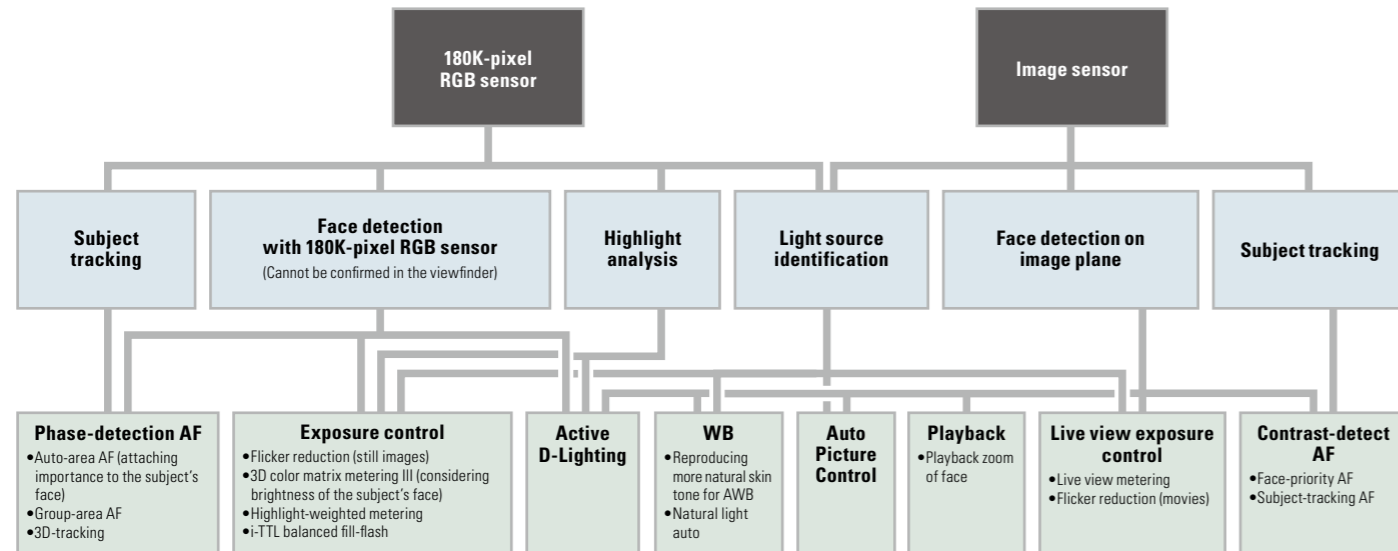 180K-pixel
RGB sensor
Image sensor
Subject
tracking
Face detection
with 180K-pixel RGB sensor
(Cannot be confirmed in the viewfinder)
Highlight
analysis
Light source
identification
Face detection on
image plane
Subject tracking
Phase-detection AF
•Auto-area AF (attaching
importance to the subject's
face)
•Group-area AF
•3D-tracking
Exposure control
•Flicker reduction (still images)
•3D color matrix metering III (considering
brightness of the subject's face)
•Highlight-weighted metering
•i-TTL balanced fill-flash
Active
D-Lighting
WB
•Reproducing
more natural skin
tone for AWB
•Natural light
auto
Auto
Picture
Control
Playback
•Playback zoom
of face
Live view exposure
control
•Live view metering
•Flicker reduction (movies)
Contrast-detect
AF
•Face-priority AF
•Subject-tracking AF